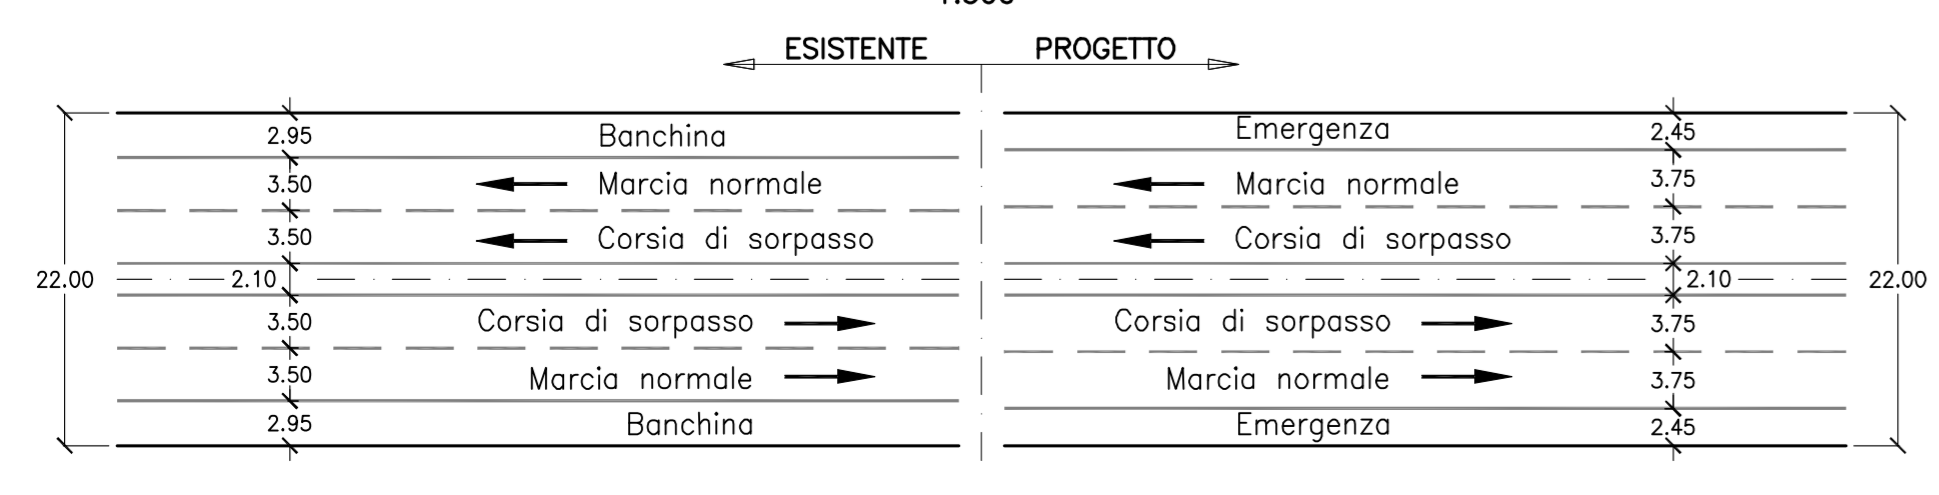 ESISTENTE PROGETTO
2.95 Banchina Emergenza 2.45
3.50 Marcia normale Marcia normale 3.75
3.50 Corsia di sorpasso Corsia di sorpasso 3.75
22.00 2.10 2.10 22.00
3.50 Corsia di sorpasso Corsia di sorpasso 3.75
3.50 Marcia normale Marcia normale 3.75
2.95 Banchina Emergenza 2.45